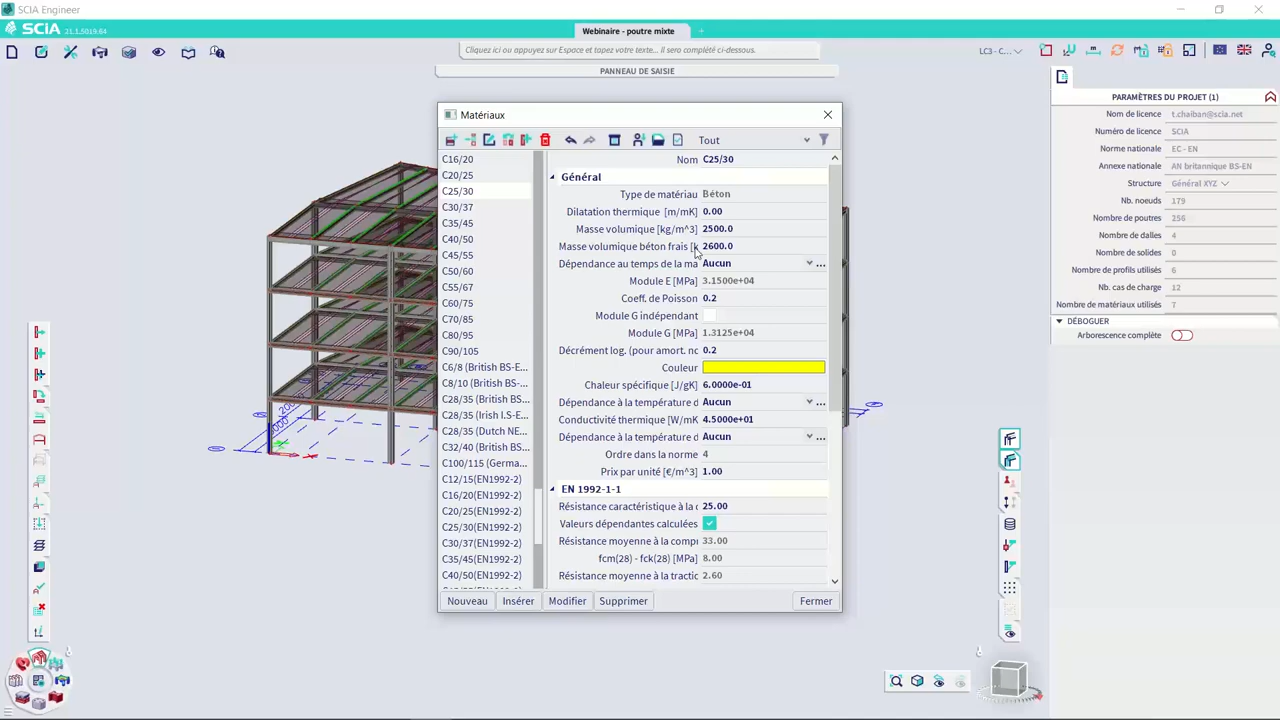 SCIA Engineer
SCIA 21.1.5019.64
Webinaire - poutre mixte
Cliquez ici ou appuyez sur Espace et tapez votre texte... il sera complété ci-dessous.
LC3 - C...
PANNEAU DE SAISIE
Matériaux
Tout
C16/20
C20/25
C25/30
C30/37
C35/45
C40/50
C45/55
C50/60
C55/67
C60/75
C70/85
C80/95
C90/105
C6/8 (British BS-E...
C8/10 (British BS-...
C28/35 (British BS...
C28/35 (Irish I.S-E...
C28/35 (Dutch NE...
C32/40 (British BS...
C100/115 (Germa...
C12/15(EN1992-2)
C16/20(EN1992-2)
C20/25(EN1992-2)
C25/30(EN1992-2)
C30/37(EN1992-2)
C35/45(EN1992-2)
C40/50(EN1992-2)
Nom C25/30
Général
Type de matériau Béton
Dilatation thermique [m/mK] 0.00
Masse volumique [kg/m^3] 2500.0
Masse volumique béton frais [k 2600.0
Dépendance au temps de la ma Aucun ...
Module E [MPa] 3.1500e+04
Coeff. de Poisson 0.2
Module G indépendant
Module G [MPa] 1.3125e+04
Décrément log. (pour amort. nc 0.2
Couleur
Chaleur spécifique [J/gK] 6.0000e-01
Dépendance à la température d Aucun ...
Conductivité thermique [W/mK 4.5000e+01
Dépendance à la température d Aucun ...
Ordre dans la norme 4
Prix par unité [€/m^3] 1.00
EN 1992-1-1
Résistance caractéristique à la c 25.00
Valeurs dépendantes calculées
Résistance moyenne à la compr 33.00
fcm(28) - fck(28) [MPa] 8.00
Résistance moyenne à la tractic 2.60
Nouveau Insérer Modifier Supprimer Fermer
PARAMÈTRES DU PROJET (1)
Nom de licence t.chaiban@scia.net
Numéro de licence SCIA
Norme nationale EC - EN
Annexe nationale AN britannique BS-EN
Structure Général XYZ
Nb. noeuds 179
Nombre de poutres 256
Nombre de dalles 4
Nombre de solides 0
Nombre de profils utilisés 6
Nb. cas de charge 12
Nombre de matériaux utilisés 7
DÉBOGUER
Arborescence complète